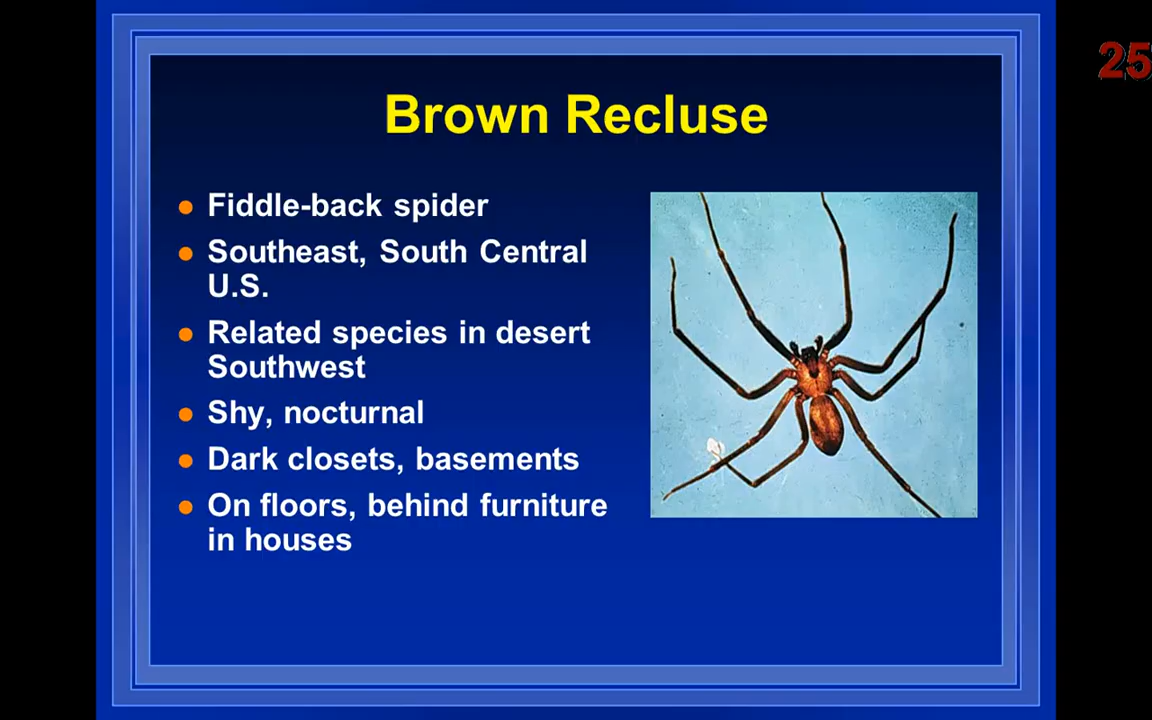 25
Brown Recluse
Fiddle-back spider
Southeast, South Central
U.S.
Related species in desert
Southwest
Shy, nocturnal
Dark closets, basements
On floors, behind furniture
in houses